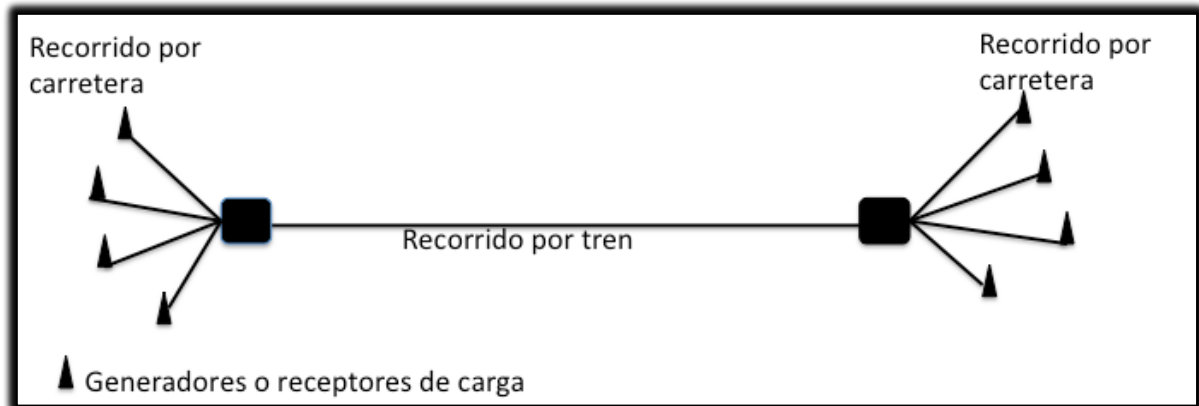 Recorrido por
carretera
Recorrido por
carretera
Recorrido por tren
Generadores o receptores de carga